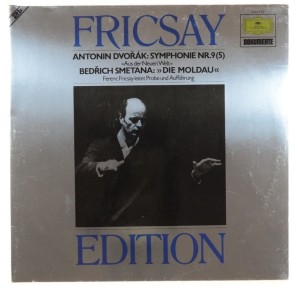 FRICSAY
ANTONIN DVOŘÁK: SYMPHONIE NR. 9 (5)
»Aus der Neuen Welt«
BEDŘICH SMETANA: »DIE MOLDAU«
Ferenc Fricsay leitet Probe und Aufführung
DOKUMENTE
EDITION